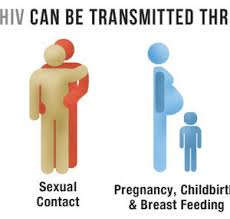 HIV CAN BE TRANSMITTED THR
Sexual
Contact
Pregnancy, Childbirt
& Breast Feeding